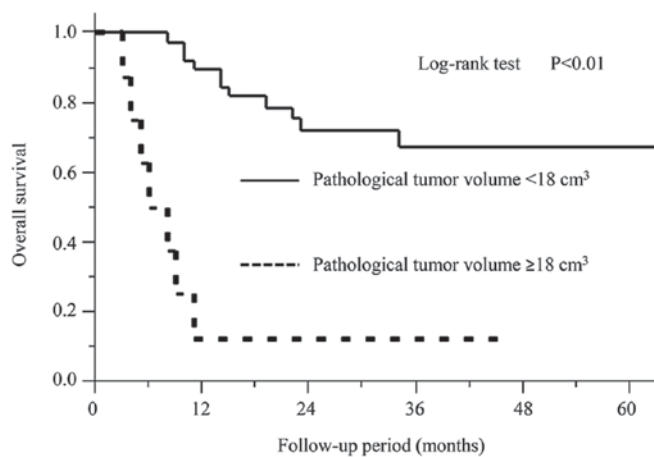 1.0
Log-rank test P<0.01
0.8
0.6
Pathological tumor volume <18 cm³
Overall survival
0.4
Pathological tumor volume ≥18 cm³
0.2
0.0
0 12 24 36 48 60
Follow-up period (months)